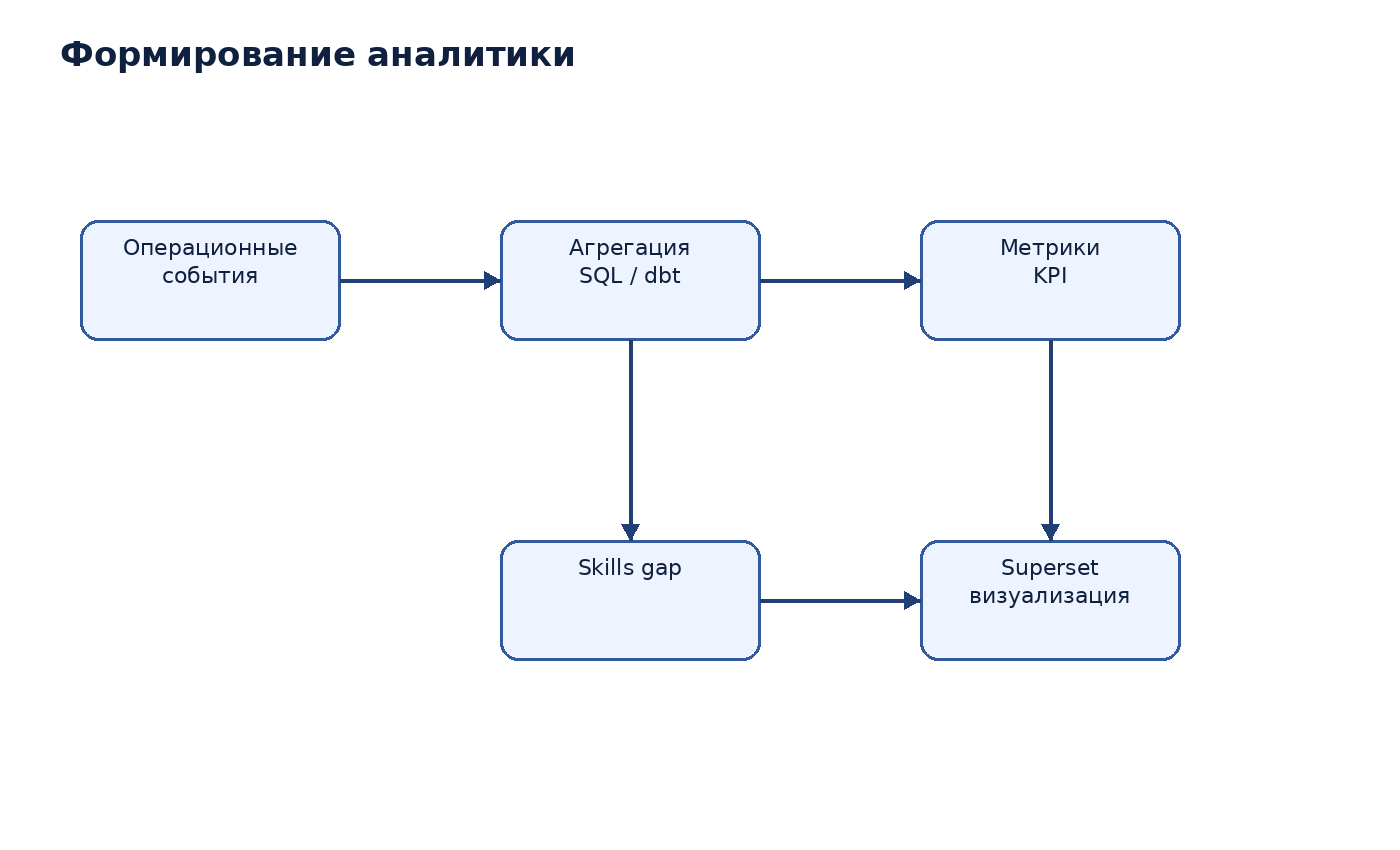 Формирование аналитики
Операционные
события
Агрегация
SQL / dbt
Метрики
KPI
Skills gap
Superset
визуализация